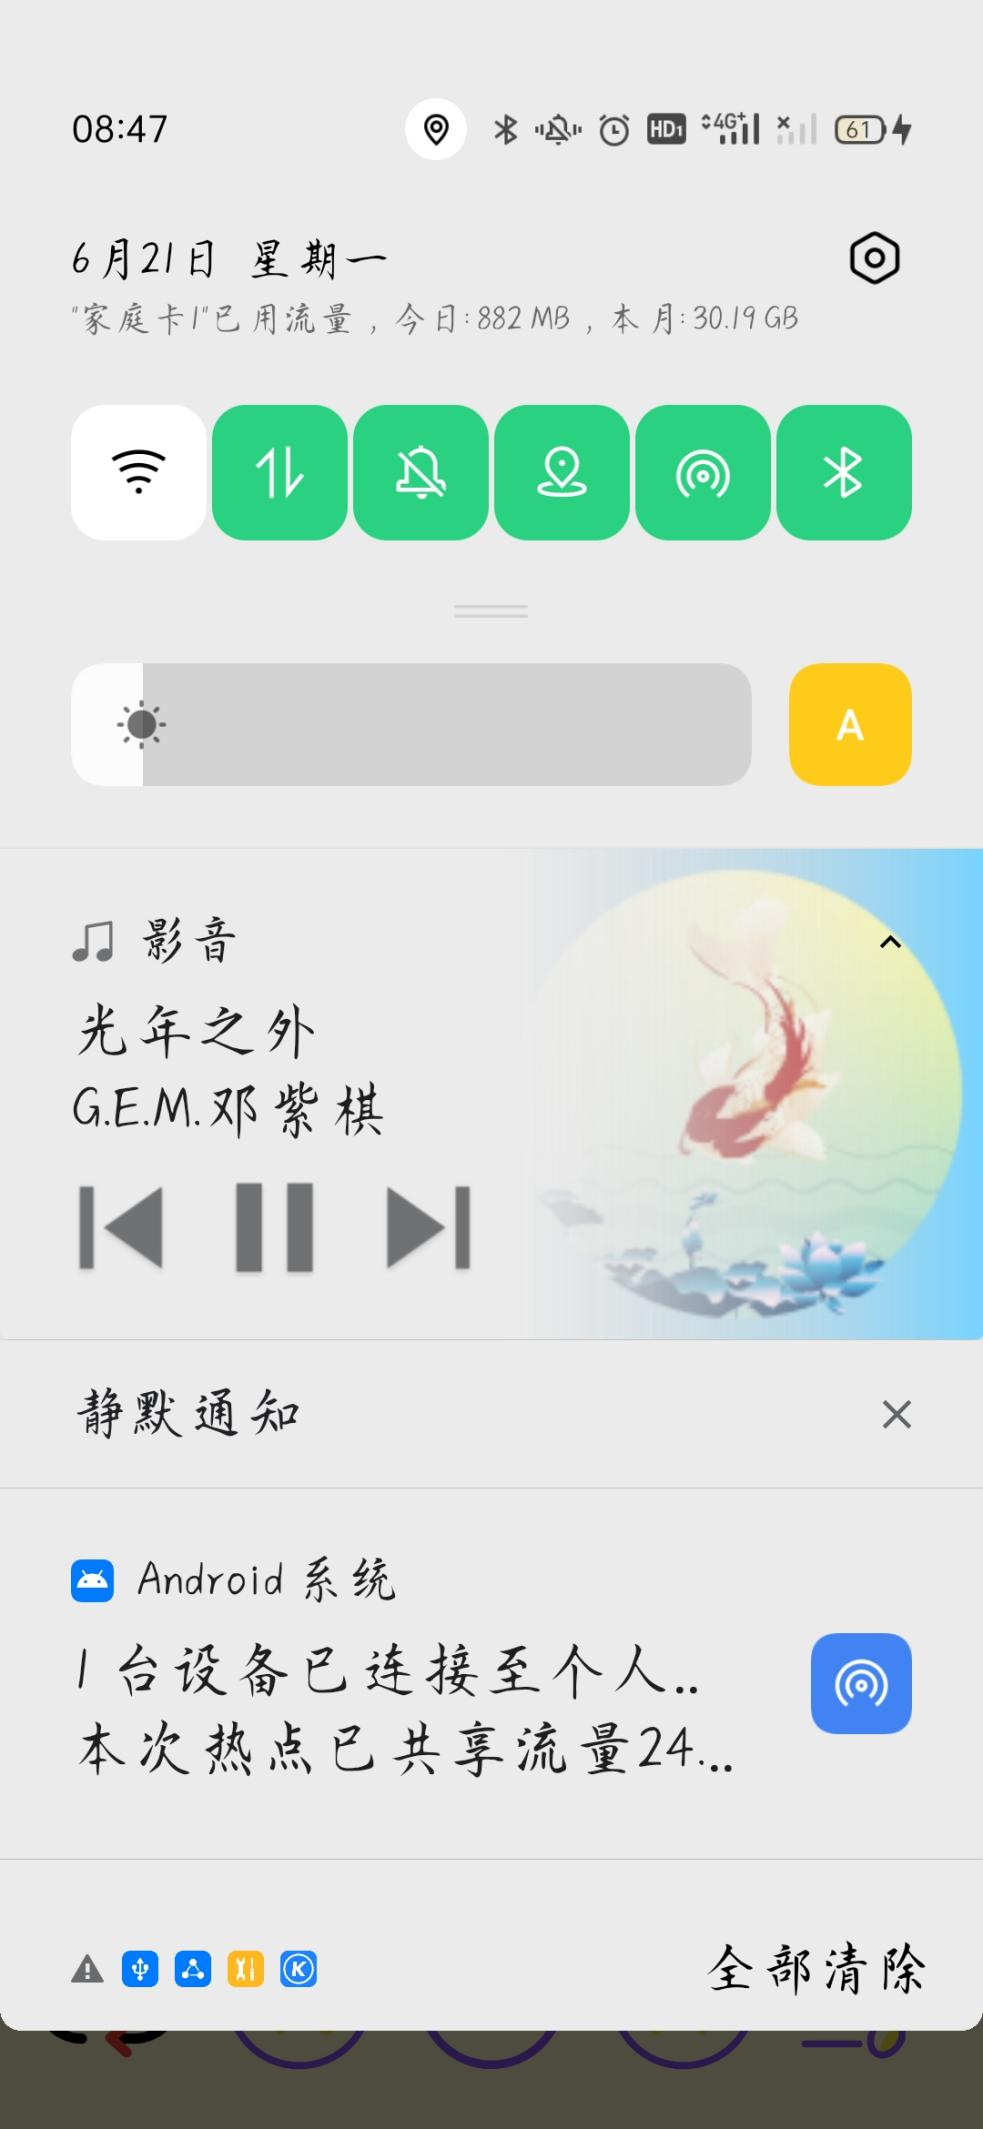 08:47
HD1 4G+ 61
6月21日 星期一
"家庭卡1"已用流量，今日:882 MB，本月:30.19 GB
A
影音
光年之外
G.E.M.邓紫棋
静默通知
Android 系统
1 台设备已连接至个人..
本次热点已共享流量24...
K
全部清除